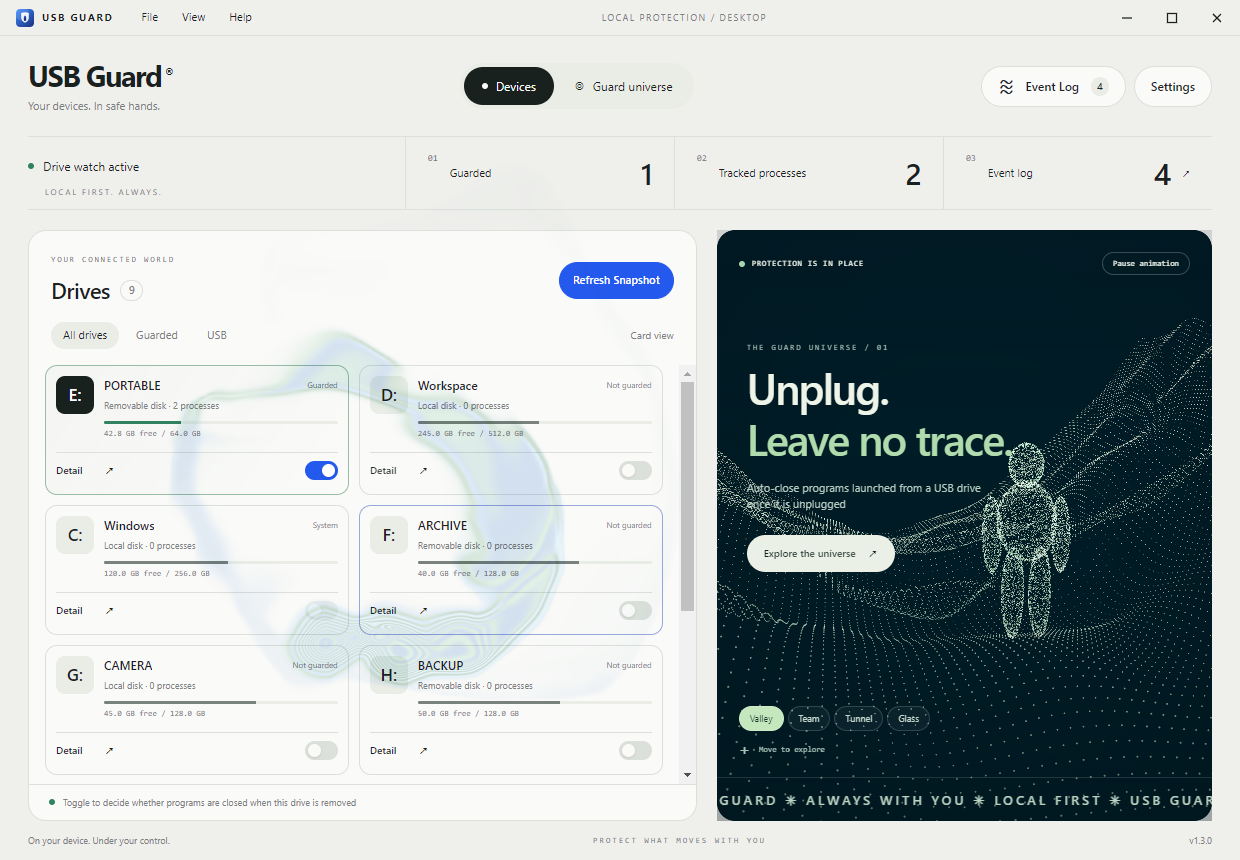 USB GUARD File View Help LOCAL PROTECTION / DESKTOP
USB Guard®
Your devices. In safe hands.
Devices
Guard universe
Event Log 4
Settings
Drive watch active
LOCAL FIRST. ALWAYS.
01
Guarded 1
02
Tracked processes 2
03
Event log 4 ↗
YOUR CONNECTED WORLD
Drives 9
Refresh Snapshot
All drives Guarded USB Card view
E: PORTABLE Guarded
Removable disk · 2 processes
42.8 GB free / 64.0 GB
Detail ↗
D: Workspace Not guarded
Local disk · 0 processes
245.0 GB free / 512.0 GB
Detail ↗
C: Windows System
Local disk · 0 processes
120.0 GB free / 256.0 GB
Detail ↗
F: ARCHIVE Not guarded
Removable disk · 0 processes
40.0 GB free / 128.0 GB
Detail ↗
G: CAMERA Not guarded
Local disk · 0 processes
45.0 GB free / 128.0 GB
Detail ↗
H: BACKUP Not guarded
Removable disk · 0 processes
50.0 GB free / 128.0 GB
Detail ↗
Toggle to decide whether programs are closed when this drive is removed
PROTECTION IS IN PLACE
Pause animation
THE GUARD UNIVERSE / 01
Unplug.
Leave no trace.
Auto-close programs launched from a USB drive
once it is unplugged
Explore the universe ↗
Valley Team Tunnel Glass
Move to explore
GUARD ✳ ALWAYS WITH YOU ✳ LOCAL FIRST ✳ USB GUAR
On your device. Under your control.
PROTECT WHAT MOVES WITH YOU
v1.3.0